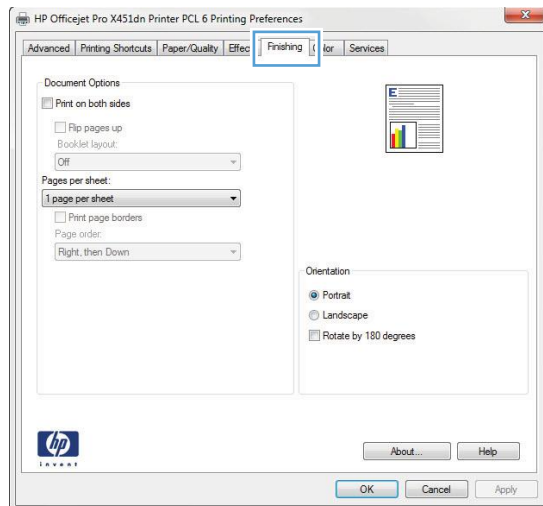 HP Officejet Pro X451dn Printer PCL 6 Printing Preferences
Advanced Printing Shortcuts Paper/Quality Effec Finishing lor Services
Document Options
Print on both sides
Flip pages up
Booklet layout:
Off
Pages per sheet:
1 page per sheet
Print page borders
Page order:
Right, then Down
E
Orientation
Portrait
Landscape
Rotate by 180 degrees
hp
invent
About... Help
OK Cancel Apply